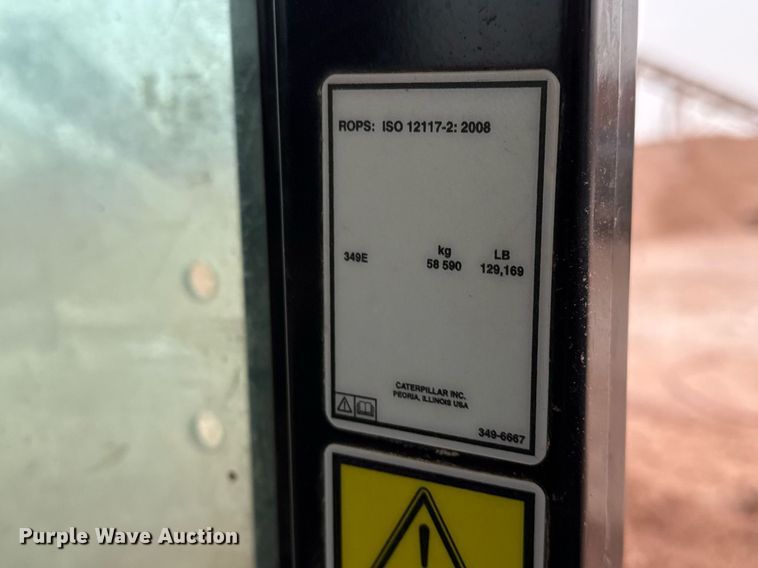 ROPS: ISO 12117-2: 2008
kg LB
349E 58 590 129,169
CATERPILLAR INC.
PEORIA, ILLINOIS USA
349-6667
Purple Wave Auction